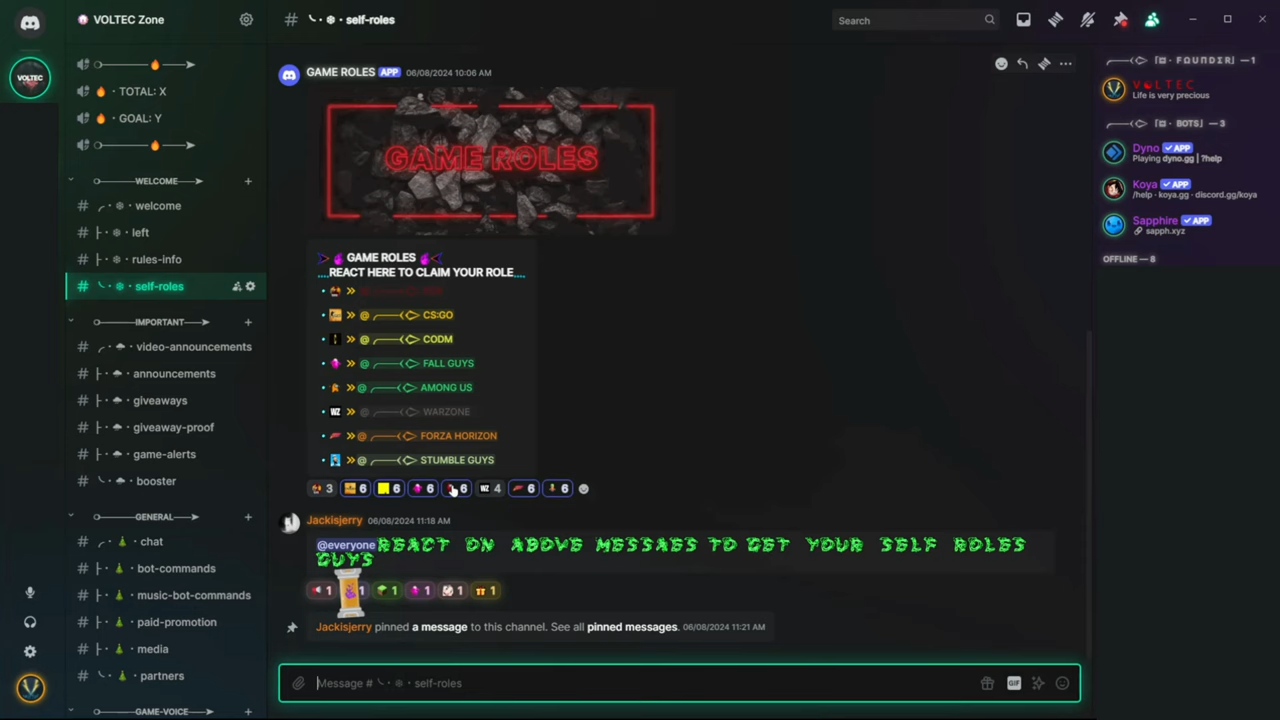 VOLTEC Zone
VOLTEC
TOTAL: X
GOAL: Y
WELCOME
welcome
left
rules-info
self-roles
IMPORTANT
video-announcements
announcements
giveaways
giveaway-proof
game-alerts
booster
GENERAL
chat
bot-commands
music-bot-commands
paid-promotion
media
partners
GAME-VOICE
# self-roles
Search
GAME ROLES APP 06/08/2024 10:06 AM
GAME ROLES
GAME ROLES
....REACT HERE TO CLAIM YOUR ROLE....
» @ CS:GO
» @ CODM
» @ FALL GUYS
» @ AMONG US
WZ » @ WARZONE
» @ FORZA HORIZON
» @ STUMBLE GUYS
3 6 6 6 6 WZ 4 6 6
Jackisjerry 06/08/2024 11:18 AM
@everyone REACT ON ABOVE MESSAGES TO GET YOUR SELF ROLES
GUYS
1 1 1 1 1 1
Jackisjerry pinned a message to this channel. See all pinned messages. 06/08/2024 11:21 AM
Message # self-roles
GIF
FOUNDER — 1
VOLTEC
Life is very precious
BOTS — 3
Dyno ✓APP
Playing dyno.gg | ?help
Koya ✓APP
/help · koya.gg · discord.gg/koya
Sapphire ✓APP
sapph.xyz
OFFLINE — 8